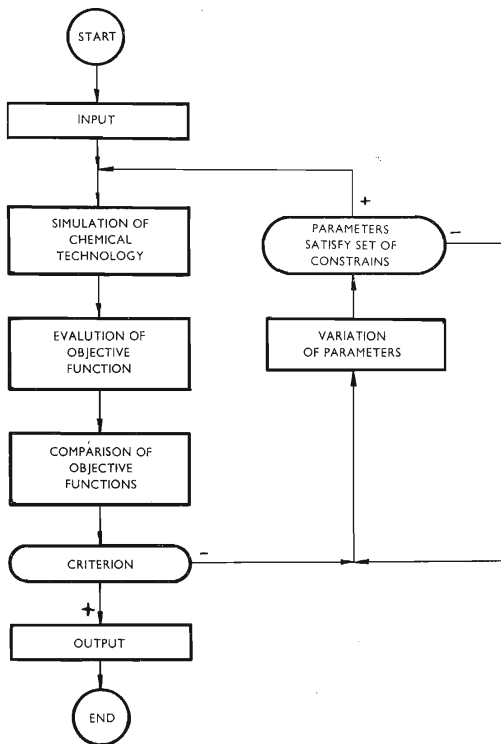 START
INPUT
SIMULATION OF
CHEMICAL
TECHNOLOGY
EVALUTION OF
OBJECTIVE
FUNCTION
COMPARISON OF
OBJECTIVE
FUNCTIONS
CRITERION
-
+
OUTPUT
END
+
PARAMETERS
SATISFY SET OF
CONSTRAINS
-
VARIATION
OF PARAMETERS